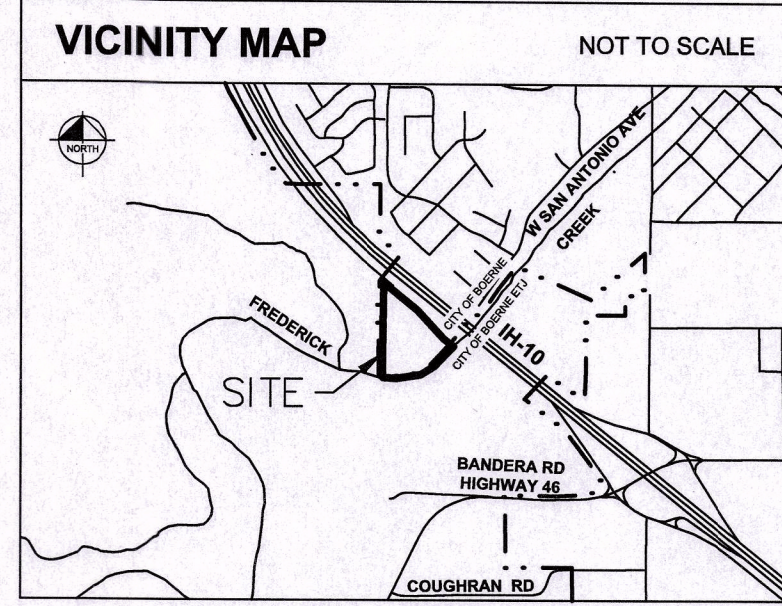 VICINITY MAP
NOT TO SCALE
NORTH
W SAN ANTONIO AVE
CREEK
CITY OF BOERNE
CITY OF BOERNE ETJ
FREDERICK
IH-10
SITE
BANDERA RD
HIGHWAY 46
COUGHRAN RD